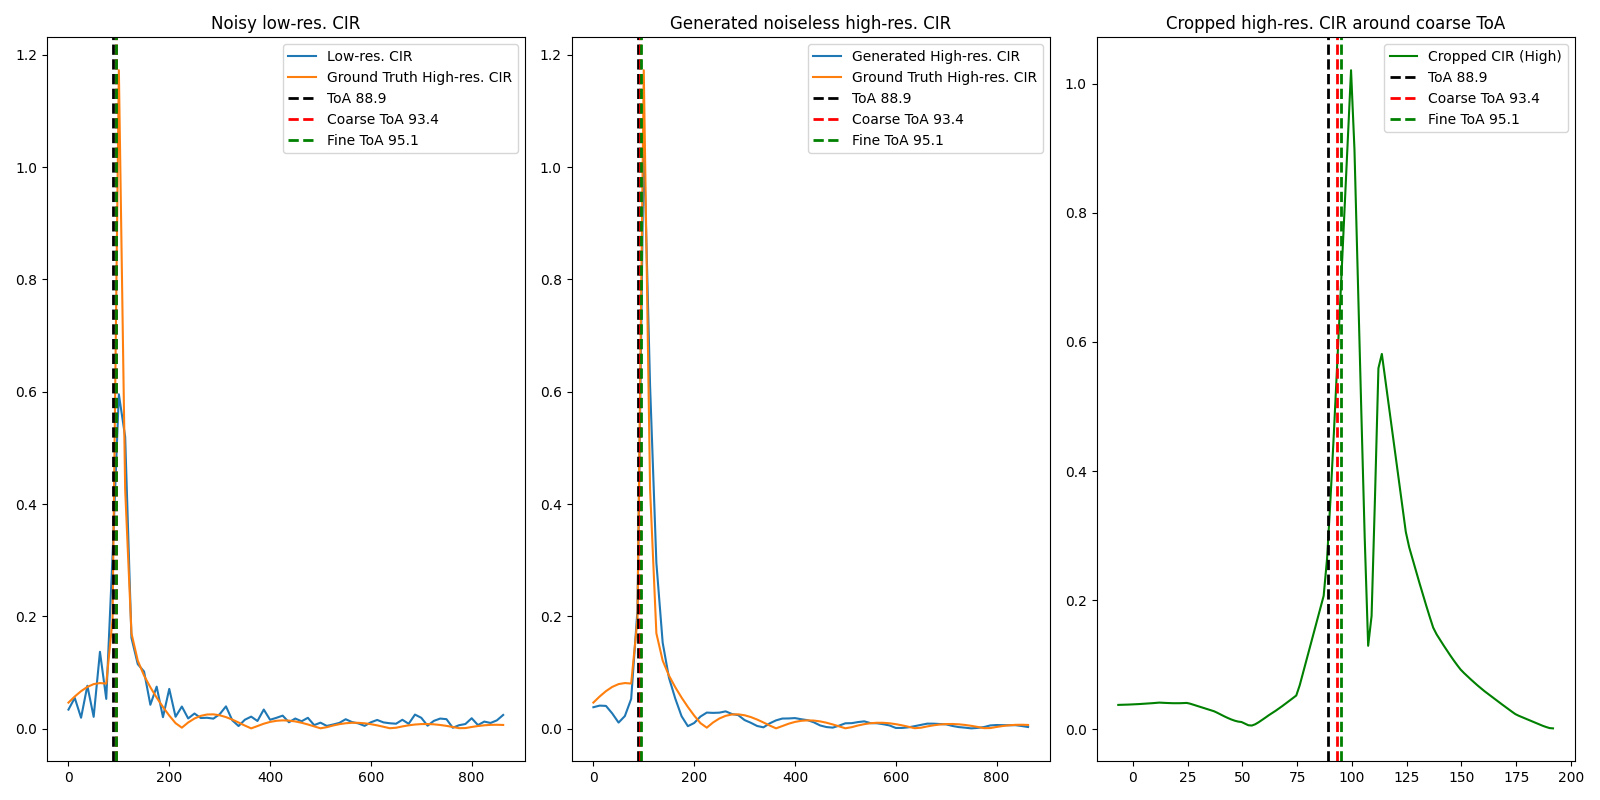 Noisy low-res. CIR
Low-res. CIR
Ground Truth High-res. CIR
ToA 88.9
Coarse ToA 93.4
Fine ToA 95.1
1.2
1.0
0.8
0.6
0.4
0.2
0.0
0 200 400 600 800
Generated noiseless high-res. CIR
Generated High-res. CIR
Ground Truth High-res. CIR
ToA 88.9
Coarse ToA 93.4
Fine ToA 95.1
1.2
1.0
0.8
0.6
0.4
0.2
0.0
0 200 400 600 800
Cropped high-res. CIR around coarse ToA
Cropped CIR (High)
ToA 88.9
Coarse ToA 93.4
Fine ToA 95.1
1.0
0.8
0.6
0.4
0.2
0.0
0 25 50 75 100 125 150 175 200